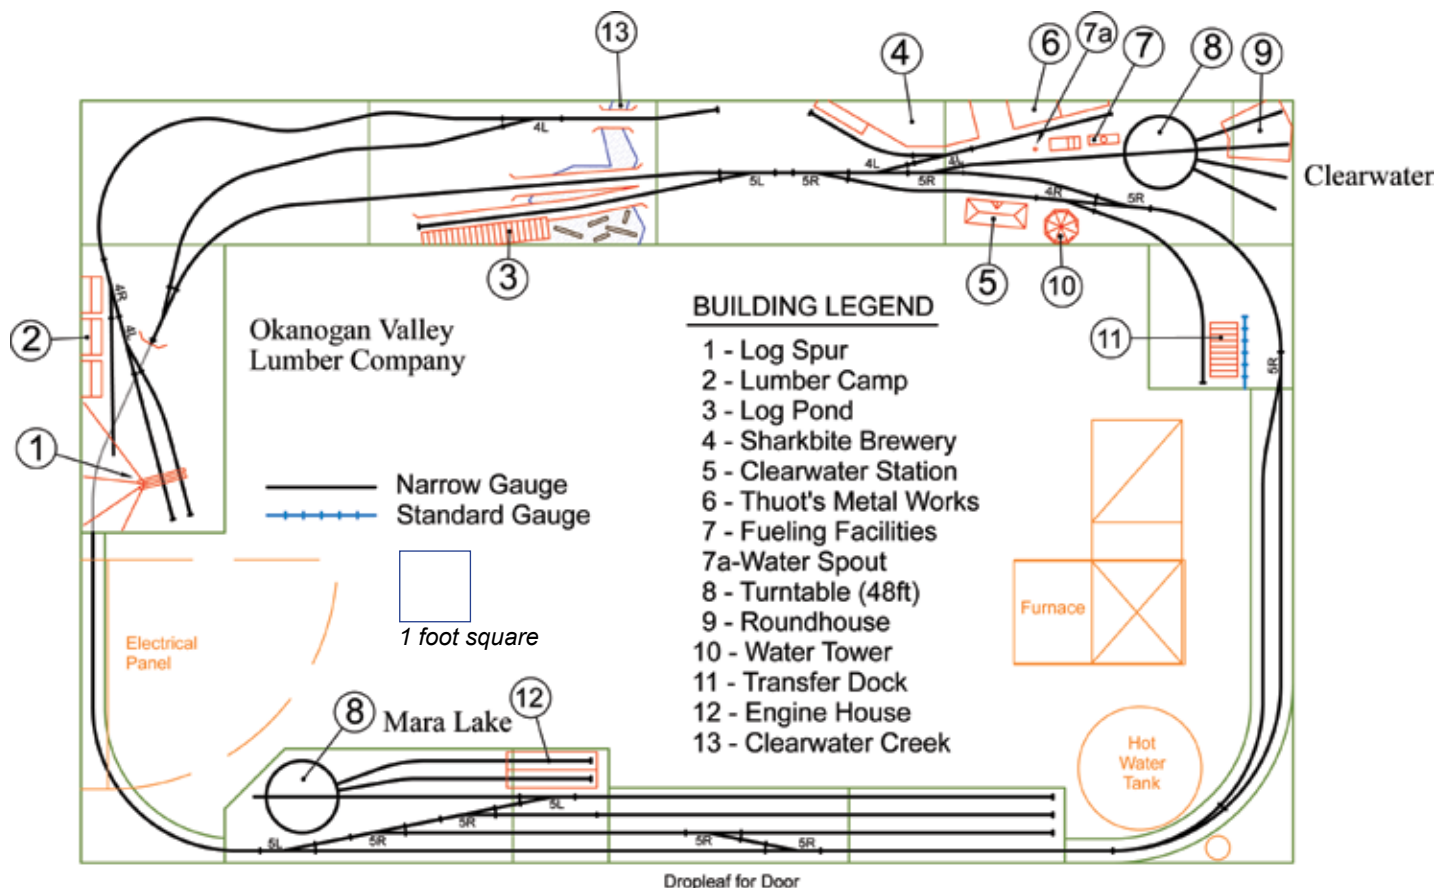 13
4
6
7a
7
8
9
4L
4L
4L
5L
5R
5R
4R
5R
Clearwater
3
5
10
4R
4L
2
11
5R
1
Okanogan Valley
Lumber Company
Narrow Gauge
Standard Gauge
1 foot square
BUILDING LEGEND
1 - Log Spur
2 - Lumber Camp
3 - Log Pond
4 - Sharkbite Brewery
5 - Clearwater Station
6 - Thuot's Metal Works
7 - Fueling Facilities
7a-Water Spout
8 - Turntable (48ft)
9 - Roundhouse
10 - Water Tower
11 - Transfer Dock
12 - Engine House
13 - Clearwater Creek
Furnace
Electrical
Panel
8
Mara Lake
12
Hot
Water
Tank
5L
5R
5L
5R
5R
5R
Dropleaf for Door